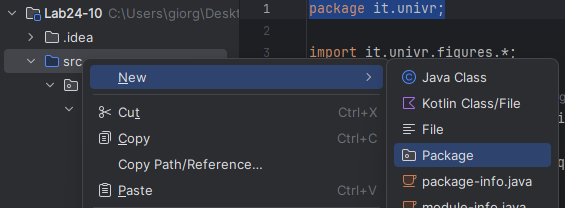 Lab24-10 C:\Users\giorg\Deskt
.idea
src
New
Cut Ctrl+X
Copy Ctrl+C
Copy Path/Reference...
Paste Ctrl+V
Java Class
Kotlin Class/File
File
Package
package-info.java
module-info.java
1 package it.univr;
2
3 import it.univr.figures.*;